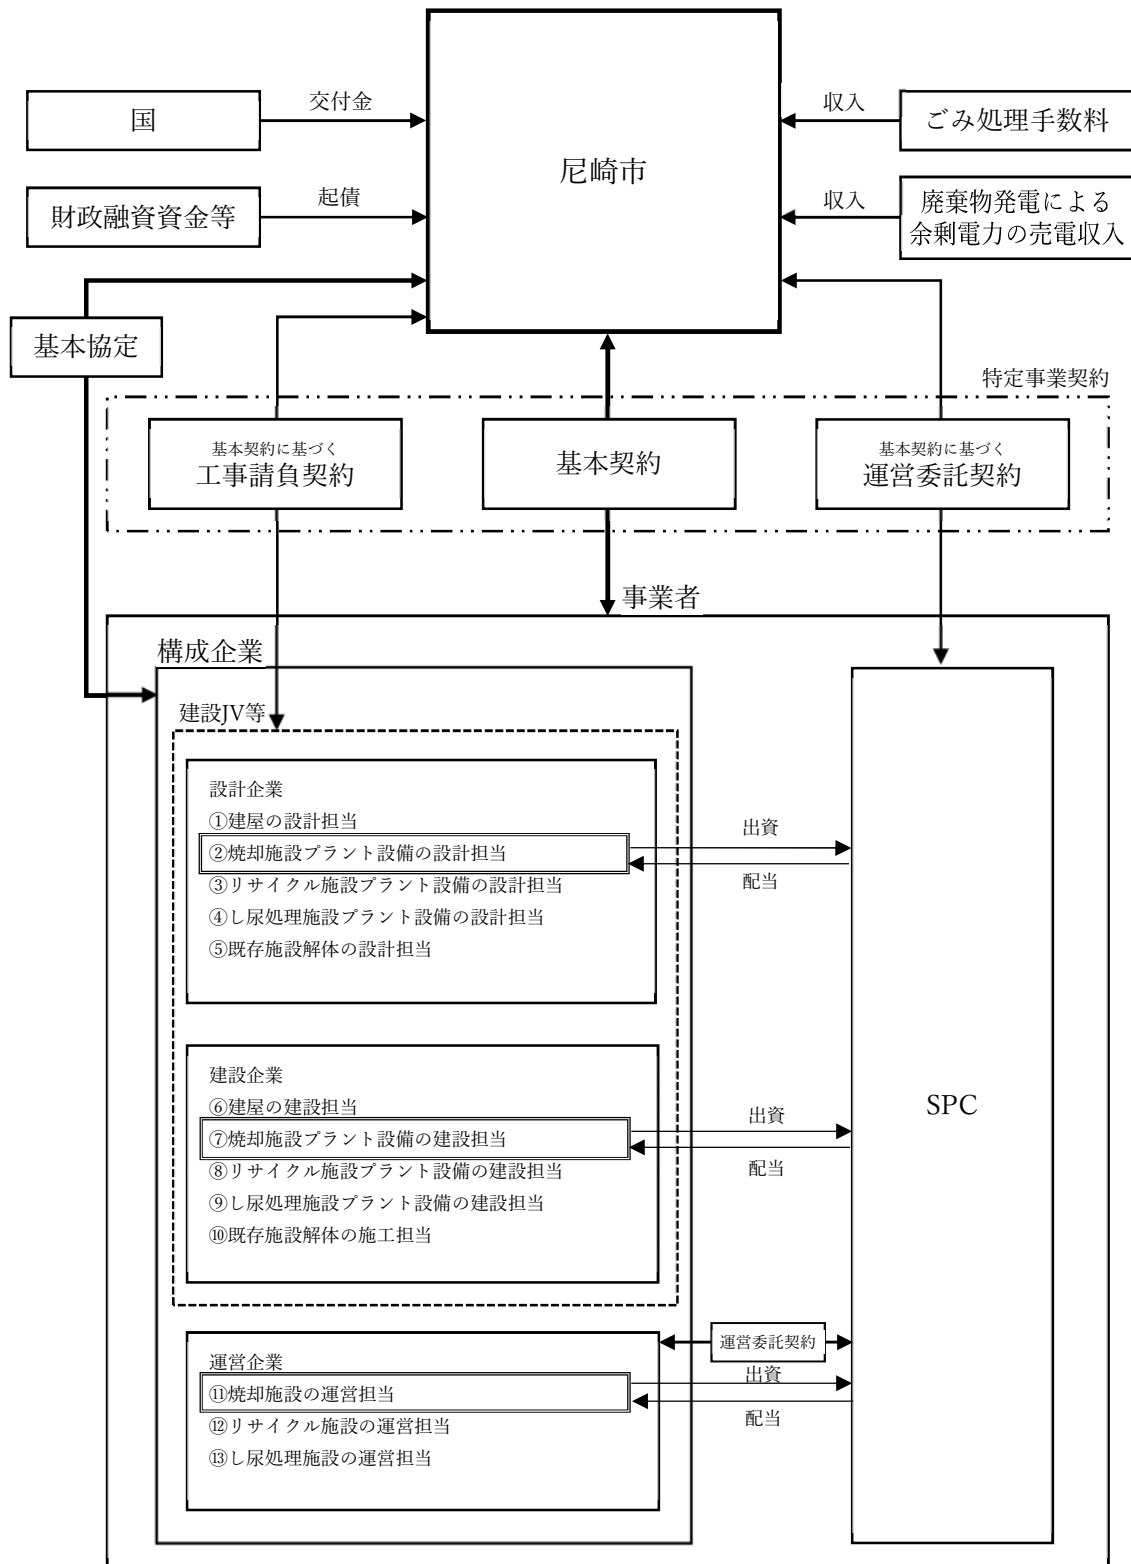 国
交付金
財政融資資金等
起債
尼崎市
収入
ごみ処理手数料
収入
廃棄物発電による
余剰電力の売電収入
基本協定
特定事業契約
基本契約に基づく
工事請負契約
基本契約
基本契約に基づく
運営委託契約
事業者
構成企業
建設JV等
設計企業
①建屋の設計担当
②焼却施設プラント設備の設計担当
③リサイクル施設プラント設備の設計担当
④し尿処理施設プラント設備の設計担当
⑤既存施設解体の設計担当
出資
配当
建設企業
⑥建屋の建設担当
⑦焼却施設プラント設備の建設担当
⑧リサイクル施設プラント設備の建設担当
⑨し尿処理施設プラント設備の建設担当
⑩既存施設解体の施工担当
出資
配当
SPC
運営企業
⑪焼却施設の運営担当
⑫リサイクル施設の運営担当
⑬し尿処理施設の運営担当
運営委託契約
出資
配当